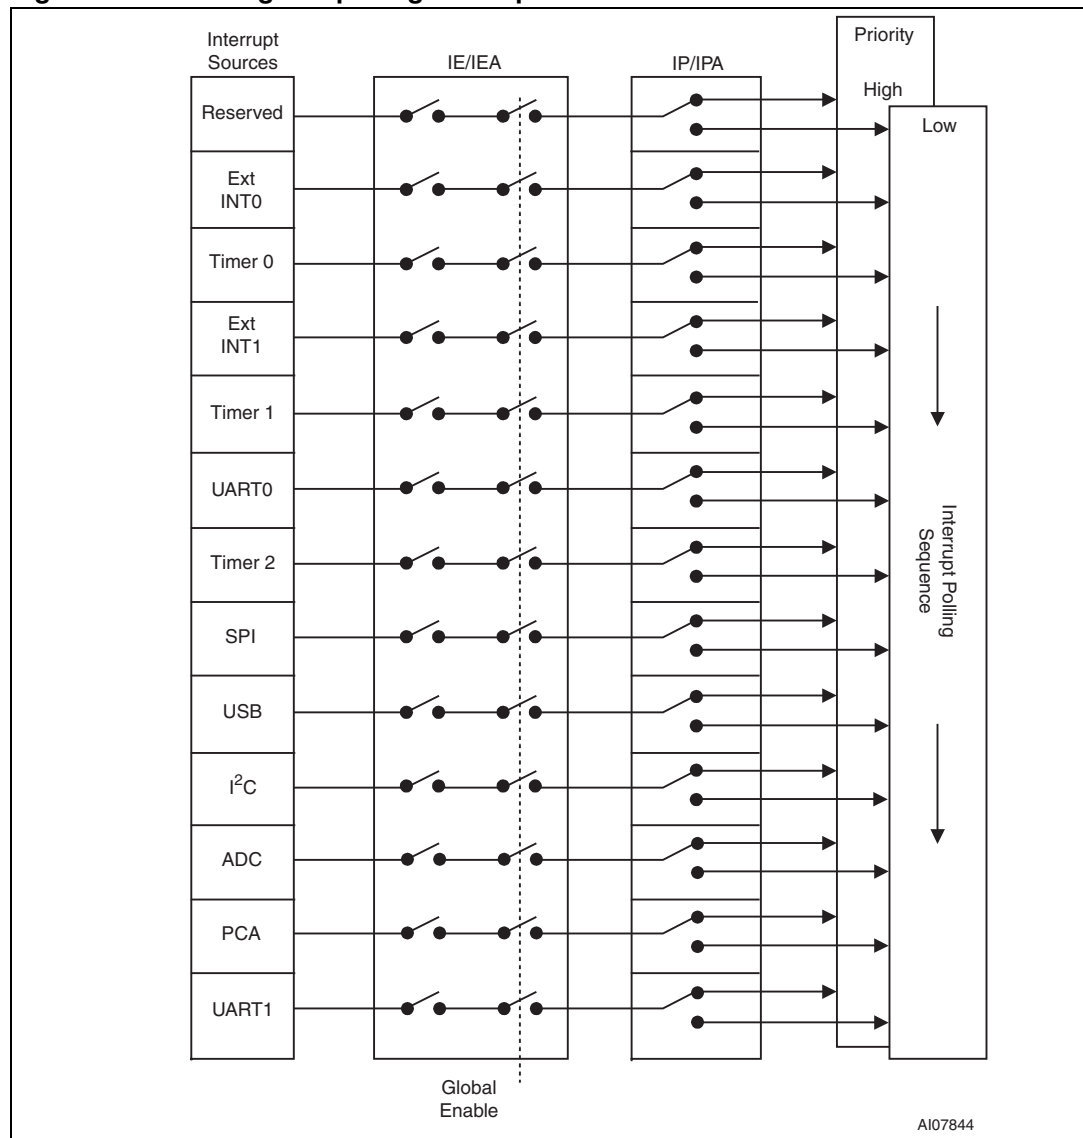 Interrupt
Sources
IE/IEA
IP/IPA
Priority
High
Low
Reserved
Ext
INT0
Timer 0
Ext
INT1
Timer 1
UART0
Timer 2
SPI
USB
I²C
ADC
PCA
UART1
Interrupt Polling
Sequence
Global
Enable
AI07844